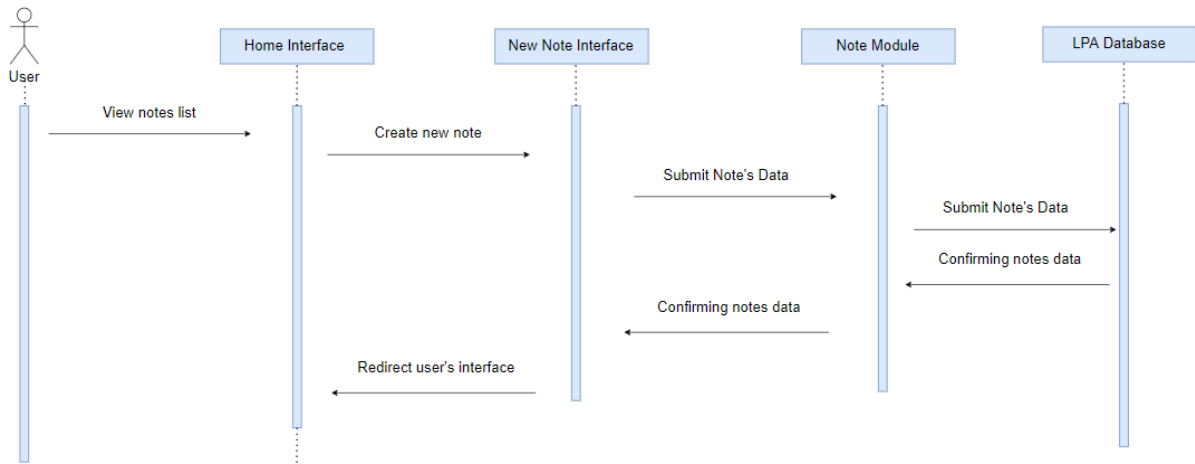 User
Home Interface
New Note Interface
Note Module
LPA Database
View notes list
Create new note
Submit Note's Data
Submit Note's Data
Confirming notes data
Confirming notes data
Redirect user's interface